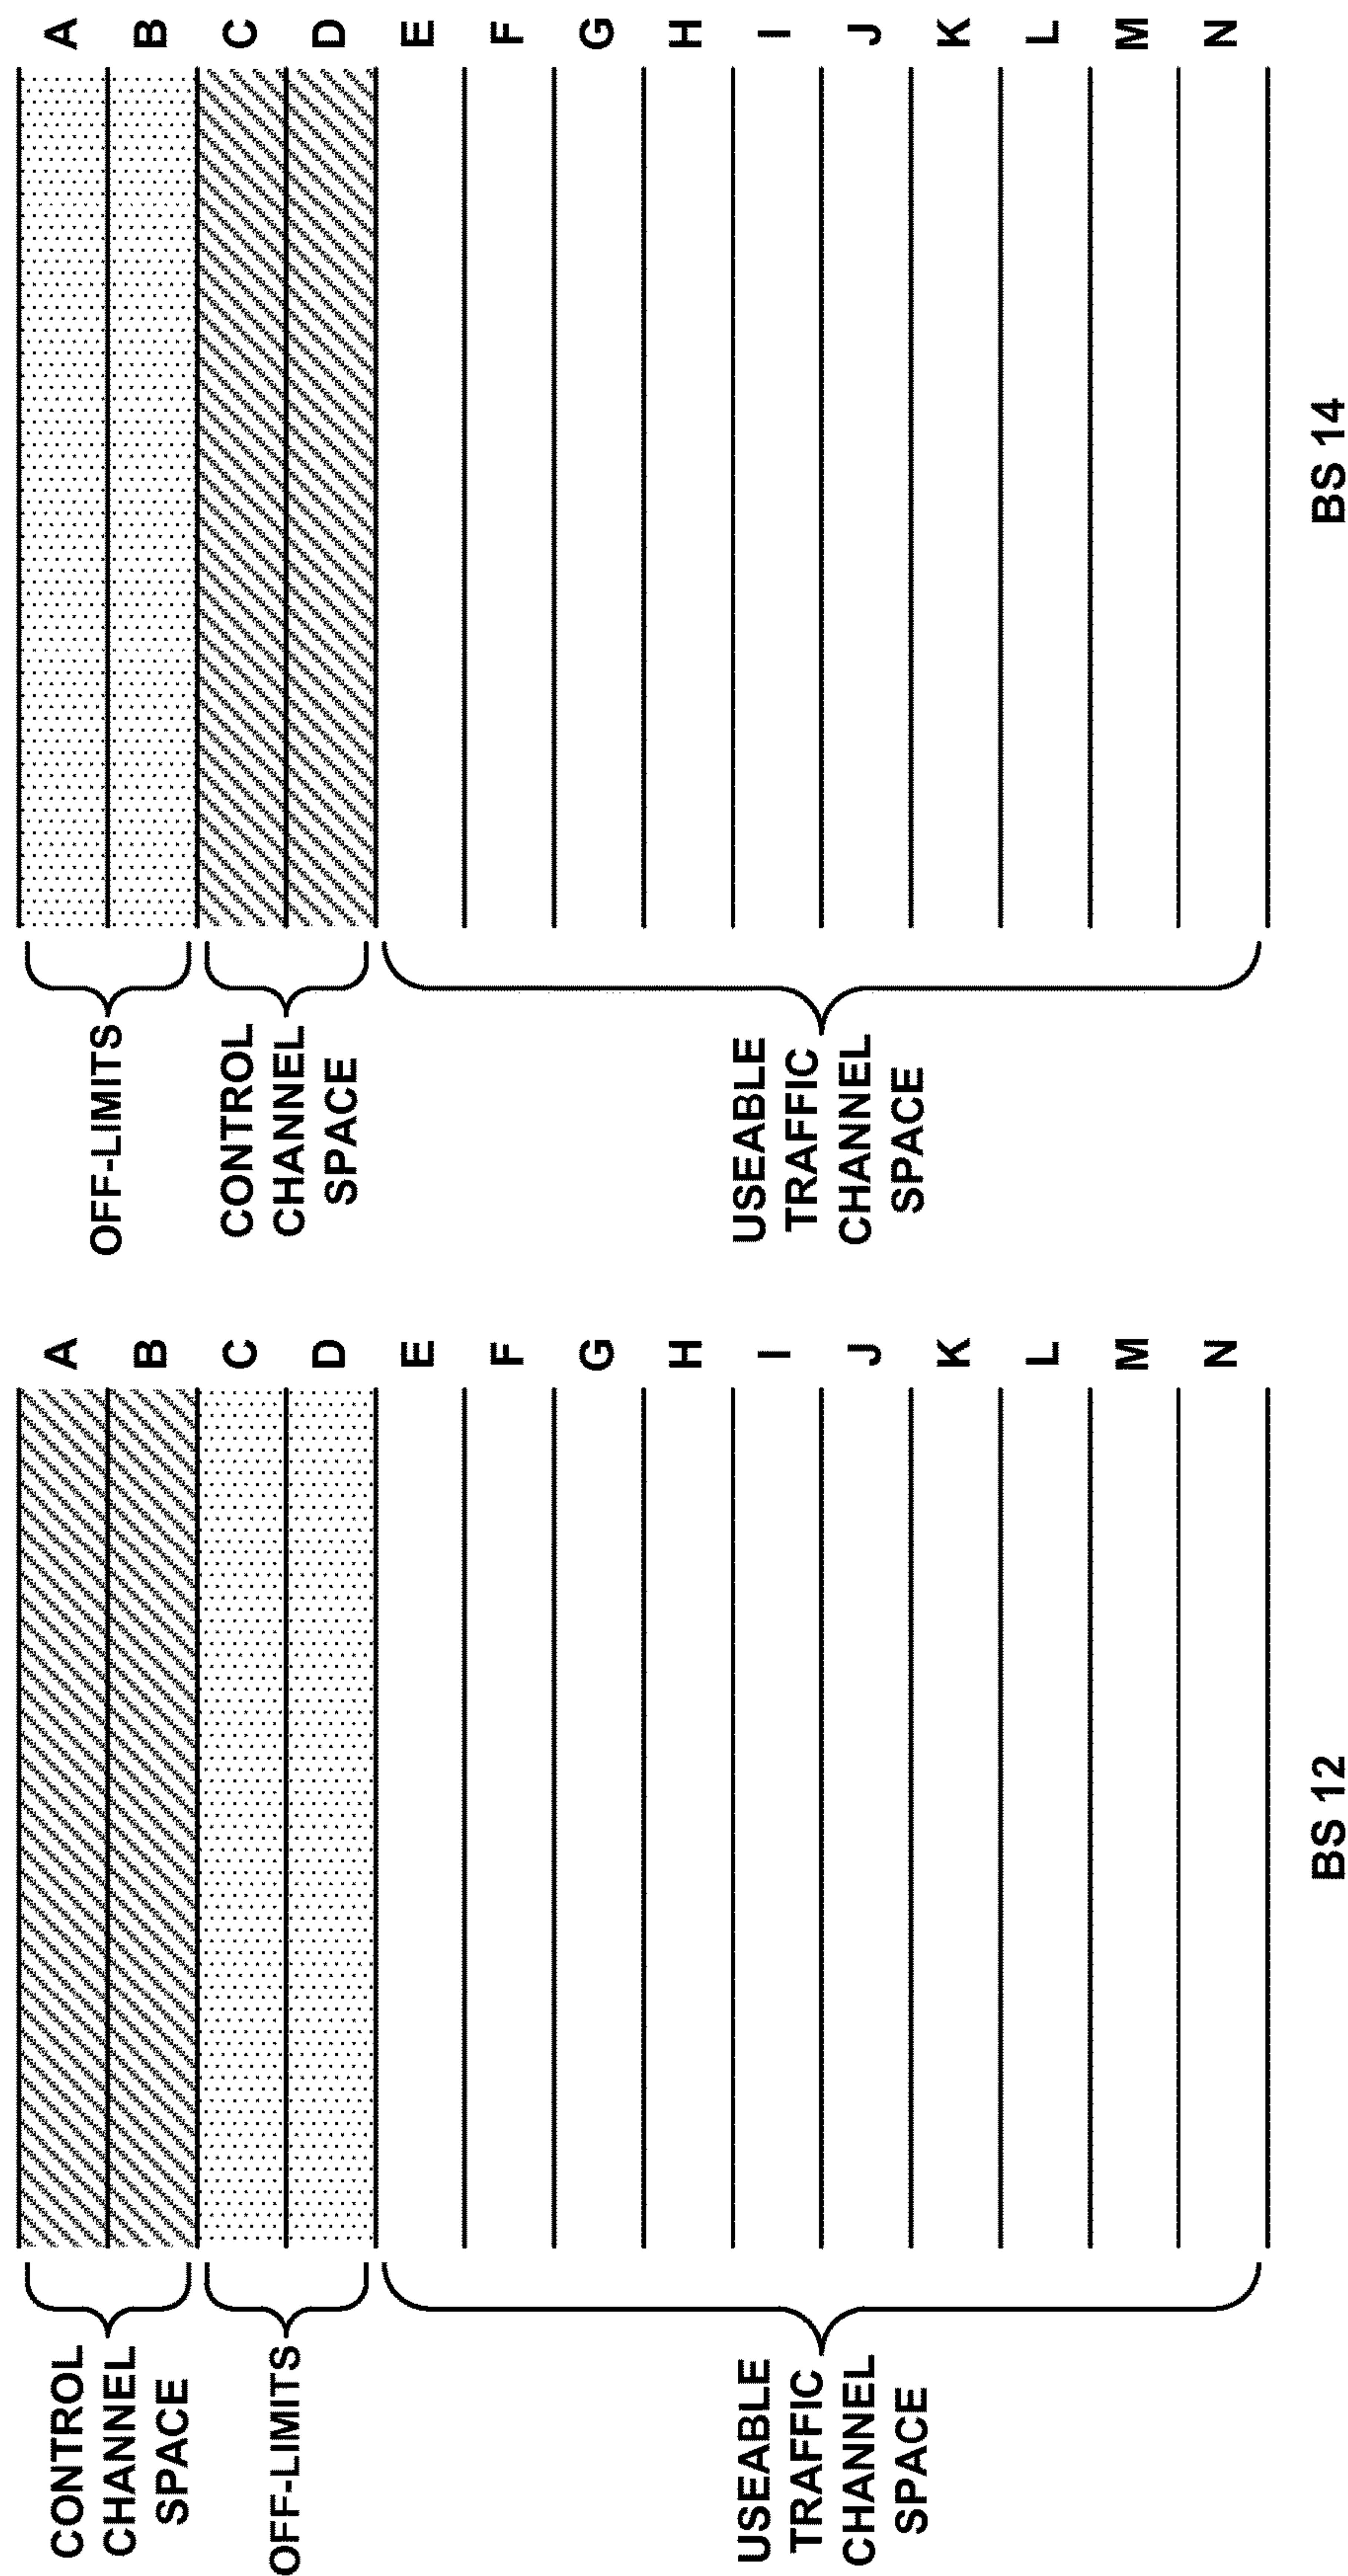 CONTROL
CHANNEL
SPACE
OFF-LIMITS
USEABLE
TRAFFIC
CHANNEL
SPACE
A
B
C
D
E
F
G
H
I
J
K
L
M
N
BS 12
OFF-LIMITS
CONTROL
CHANNEL
SPACE
USEABLE
TRAFFIC
CHANNEL
SPACE
A
B
C
D
E
F
G
H
I
J
K
L
M
N
BS 14